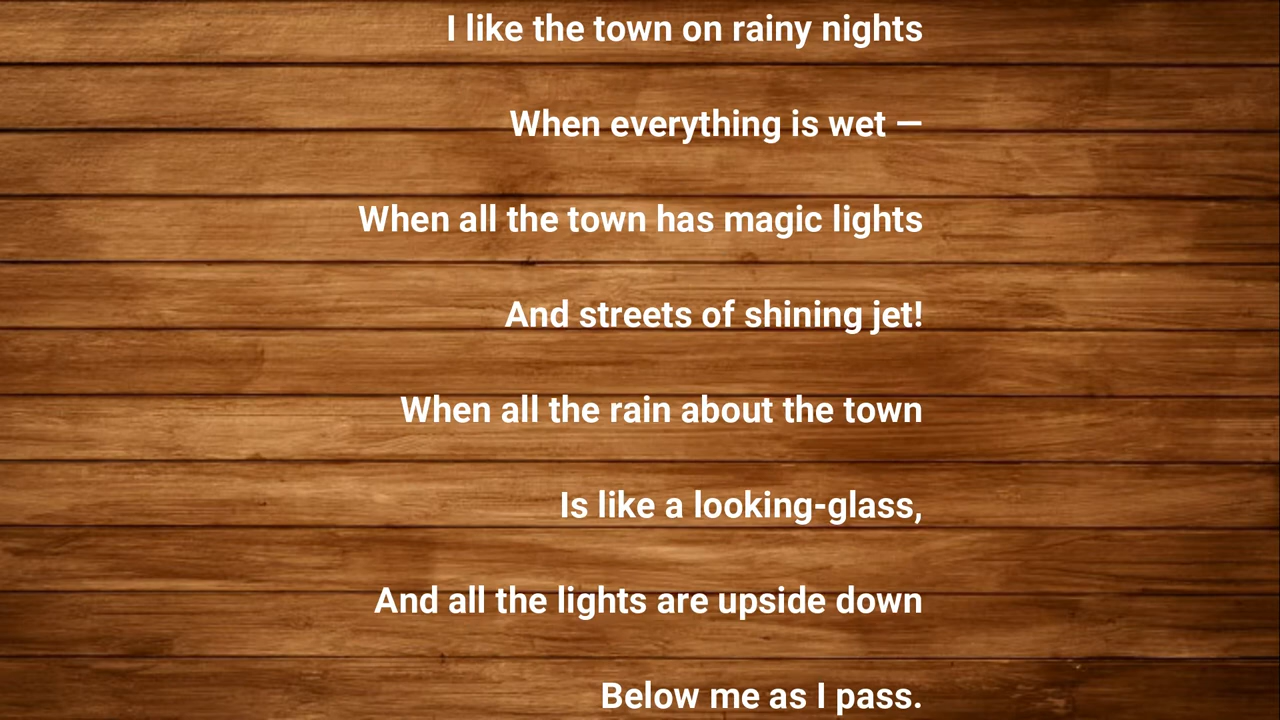 I like the town on rainy nights
When everything is wet —
When all the town has magic lights
And streets of shining jet!
When all the rain about the town
Is like a looking-glass,
And all the lights are upside down
Below me as I pass.